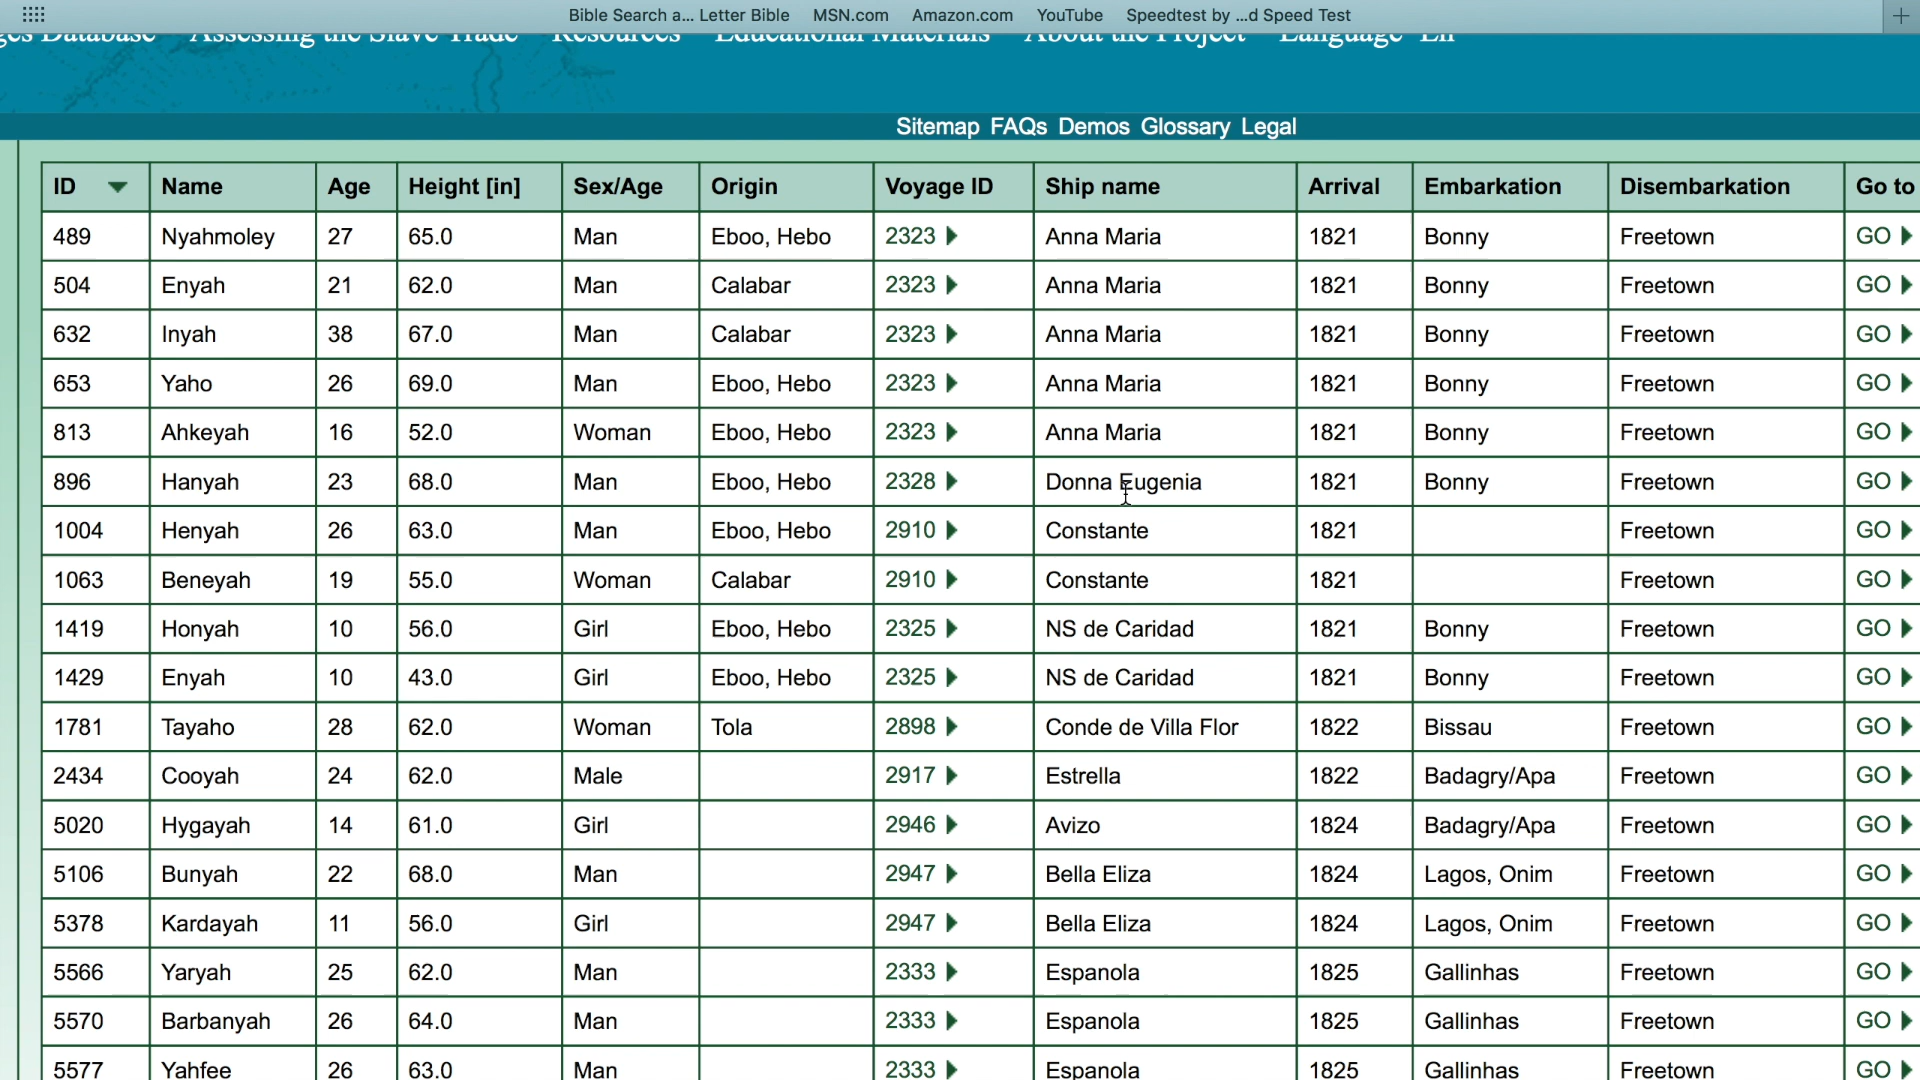 Bible Search a... Letter Bible MSN.com Amazon.com YouTube Speedtest by ...d Speed Test
ges Database Assessing the Slave Trade Resources Educational Materials About the Project Language En
Sitemap FAQs Demos Glossary Legal
ID Name Age Height [in] Sex/Age Origin Voyage ID Ship name Arrival Embarkation Disembarkation Go to
489 Nyahmoley 27 65.0 Man Eboo, Hebo 2323 Anna Maria 1821 Bonny Freetown GO
504 Enyah 21 62.0 Man Calabar 2323 Anna Maria 1821 Bonny Freetown GO
632 Inyah 38 67.0 Man Calabar 2323 Anna Maria 1821 Bonny Freetown GO
653 Yaho 26 69.0 Man Eboo, Hebo 2323 Anna Maria 1821 Bonny Freetown GO
813 Ahkeyah 16 52.0 Woman Eboo, Hebo 2323 Anna Maria 1821 Bonny Freetown GO
896 Hanyah 23 68.0 Man Eboo, Hebo 2328 Donna Eugenia 1821 Bonny Freetown GO
1004 Henyah 26 63.0 Man Eboo, Hebo 2910 Constante 1821 Freetown GO
1063 Beneyah 19 55.0 Woman Calabar 2910 Constante 1821 Freetown GO
1419 Honyah 10 56.0 Girl Eboo, Hebo 2325 NS de Caridad 1821 Bonny Freetown GO
1429 Enyah 10 43.0 Girl Eboo, Hebo 2325 NS de Caridad 1821 Bonny Freetown GO
1781 Tayaho 28 62.0 Woman Tola 2898 Conde de Villa Flor 1822 Bissau Freetown GO
2434 Cooyah 24 62.0 Male 2917 Estrella 1822 Badagry/Apa Freetown GO
5020 Hygayah 14 61.0 Girl 2946 Avizo 1824 Badagry/Apa Freetown GO
5106 Bunyah 22 68.0 Man 2947 Bella Eliza 1824 Lagos, Onim Freetown GO
5378 Kardayah 11 56.0 Girl 2947 Bella Eliza 1824 Lagos, Onim Freetown GO
5566 Yaryah 25 62.0 Man 2333 Espanola 1825 Gallinhas Freetown GO
5570 Barbanyah 26 64.0 Man 2333 Espanola 1825 Gallinhas Freetown GO
5577 Yahfee 26 63.0 Man 2333 Espanola 1825 Gallinhas Freetown GO